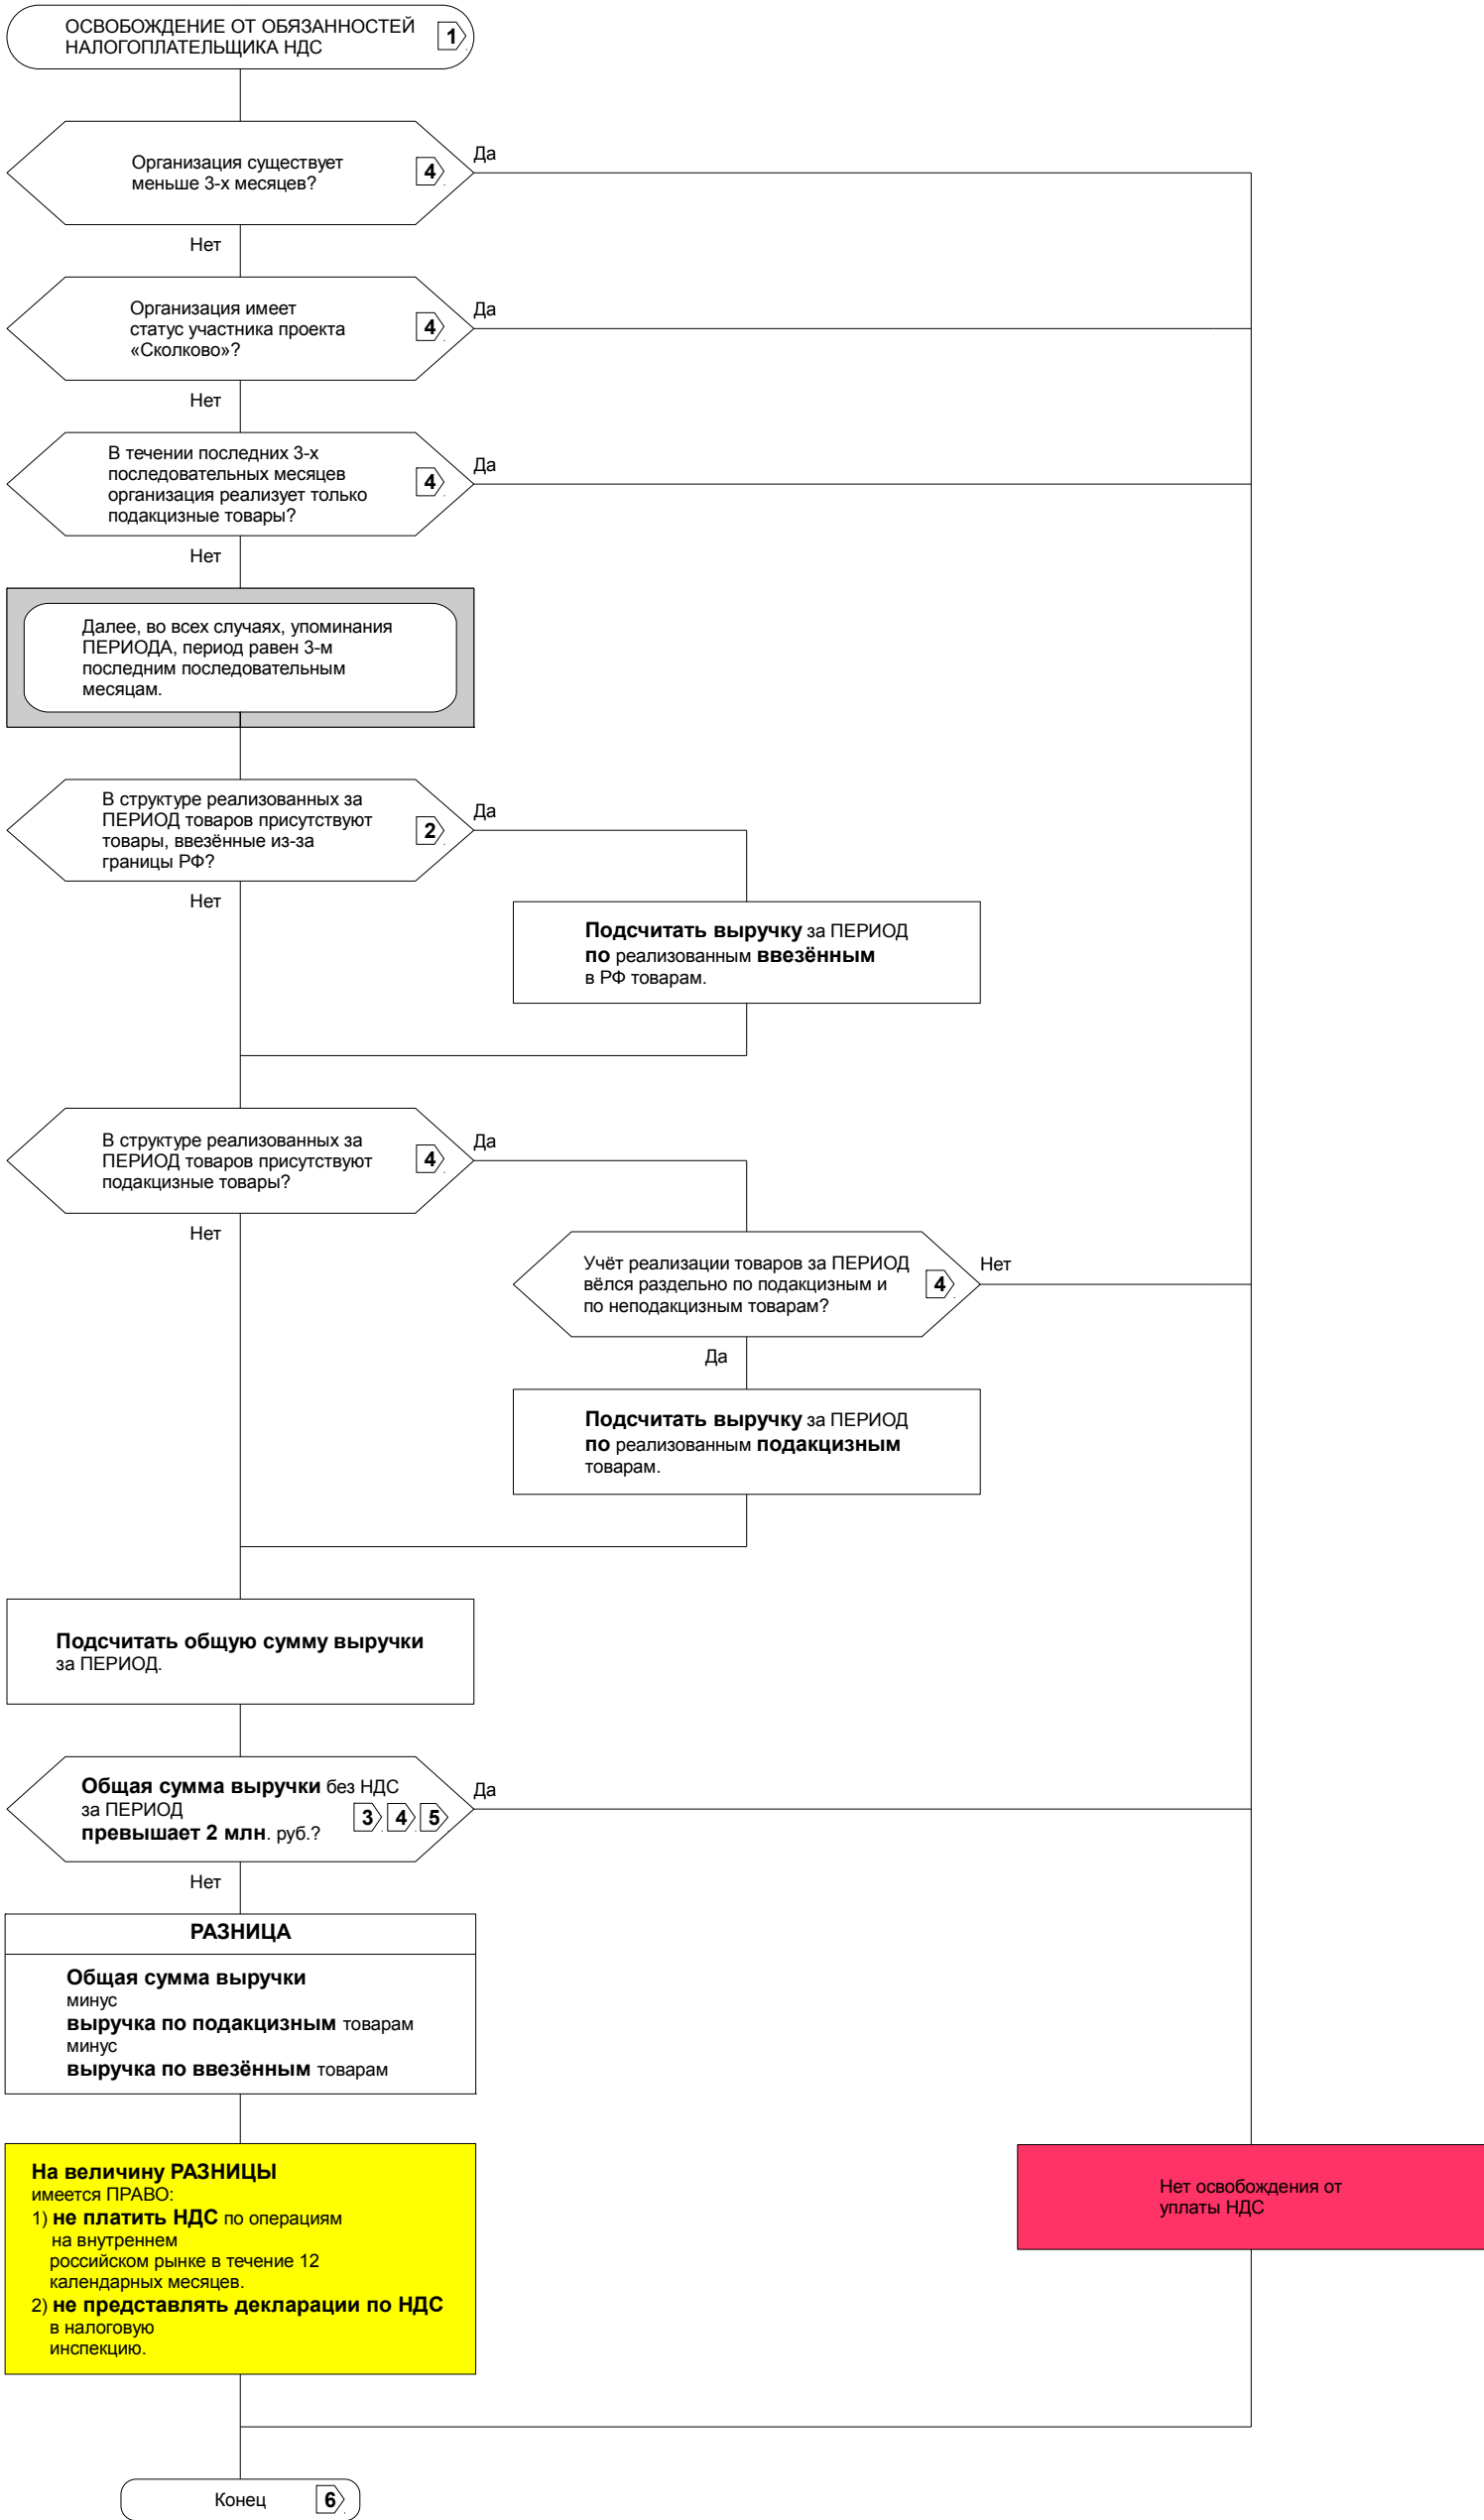 ОСВОБОЖДЕНИЕ ОТ ОБЯЗАННОСТЕЙ
НАЛОГОПЛАТЕЛЬЩИКА НДС
1
Организация существует
меньше 3-х месяцев?
4
Да
Нет
Организация имеет
статус участника проекта
«Сколково»?
4
Да
Нет
В течении последних 3-х
последовательных месяцев
организация реализует только
подакцизные товары?
4
Да
Нет
Далее, во всех случаях, упоминания
ПЕРИОДА, период равен 3-м
последним последовательным
месяцам.
В структуре реализованных за
ПЕРИОД товаров присутствуют
товары, ввезённые из-за
границы РФ?
2
Да
Нет
Подсчитать выручку за ПЕРИОД
по реализованным ввезённым
в РФ товарам.
В структуре реализованных за
ПЕРИОД товаров присутствуют
подакцизные товары?
4
Да
Нет
Учёт реализации товаров за ПЕРИОД
вёлся раздельно по подакцизным и
по неподакцизным товарам?
4
Нет
Да
Подсчитать выручку за ПЕРИОД
по реализованным подакцизным
товарам.
Подсчитать общую сумму выручки
за ПЕРИОД.
Общая сумма выручки без НДС
за ПЕРИОД
превышает 2 млн. руб.?
3 4 5
Да
Нет
РАЗНИЦА
Общая сумма выручки
минус
выручка по подакцизным товарам
минус
выручка по ввезённым товарам
На величину РАЗНИЦЫ
имеется ПРАВО:
1) не платить НДС по операциям
на внутреннем
российском рынке в течение 12
календарных месяцев.
2) не представлять декларации по НДС
в налоговую
инспекцию.
Нет освобождения от
уплаты НДС
Конец
6